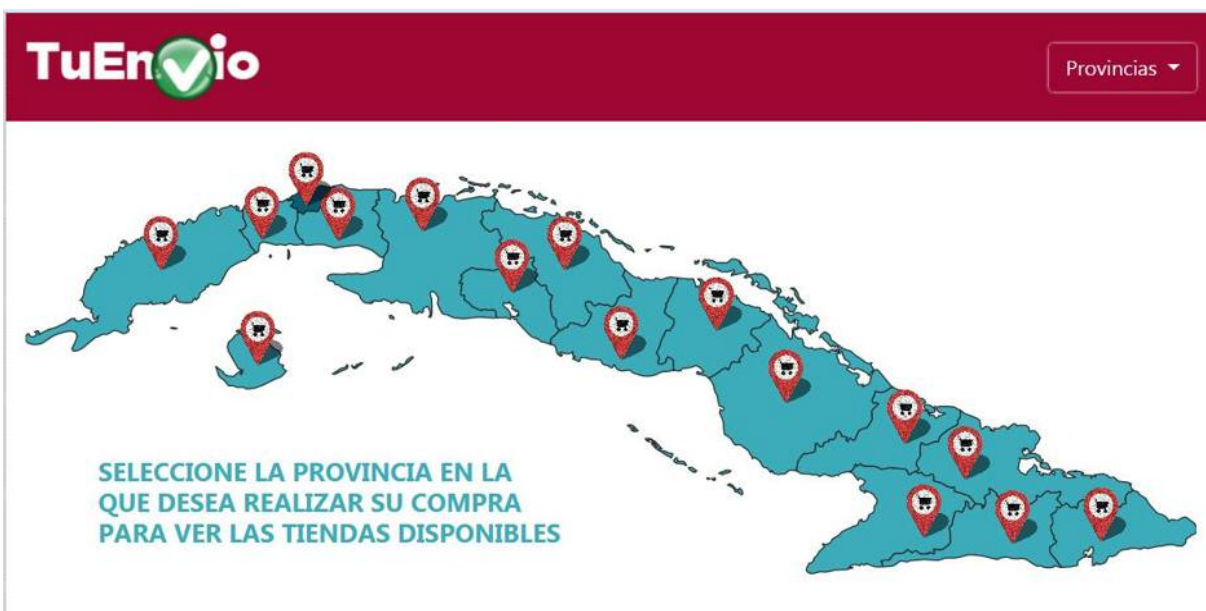 TuEnvio
Provincias
SELECCIONE LA PROVINCIA EN LA
QUE DESEA REALIZAR SU COMPRA
PARA VER LAS TIENDAS DISPONIBLES